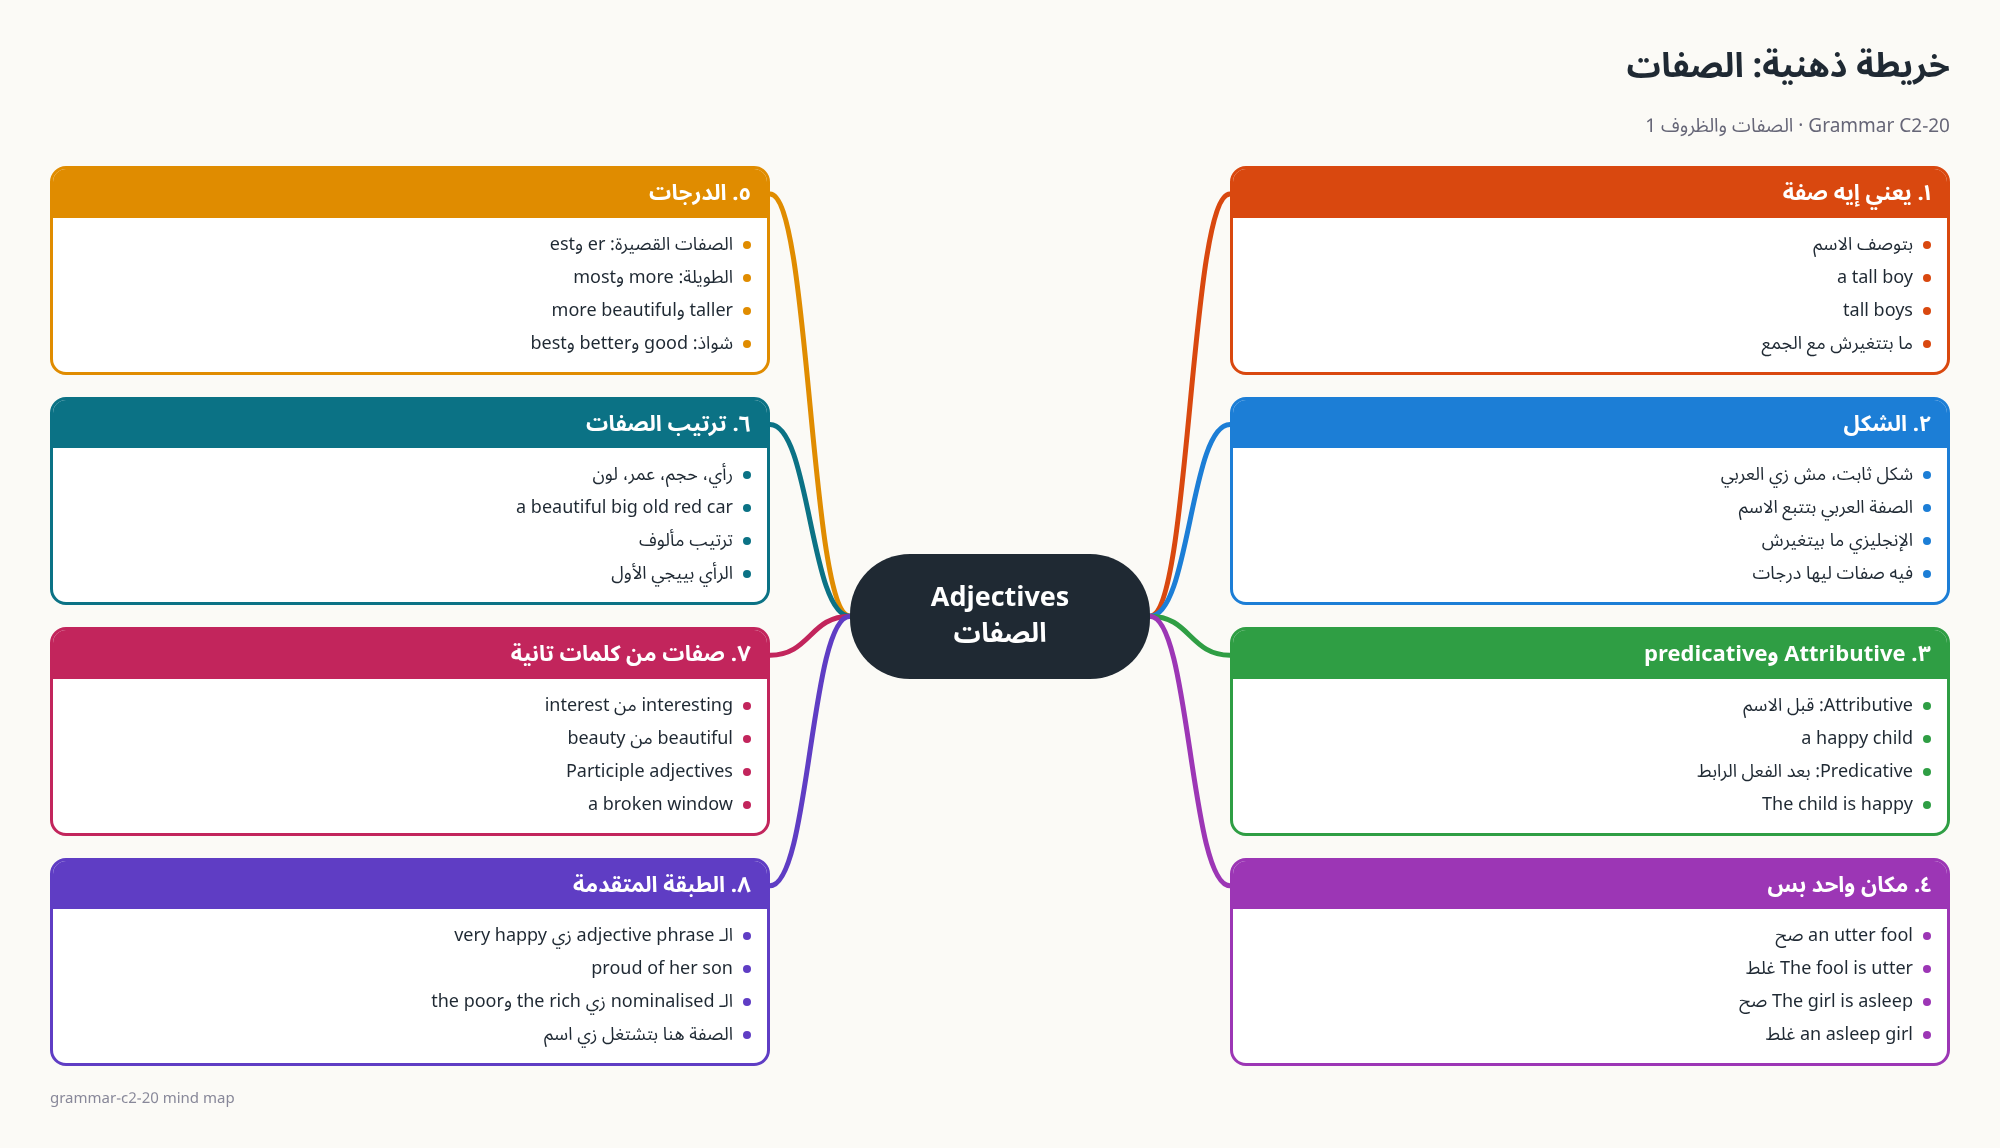 خريطة ذهنية: الصفات
Grammar C2-20 · الصفات والظروف 1
١. يعني إيه صفة
بتوصف الاسم
a tall boy
tall boys
ما بتتغيرش مع الجمع
٢. الشكل
شكل ثابت، مش زي العربي
الصفة العربي بتتبع الاسم
الإنجليزي ما بيتغيرش
فيه صفات ليها درجات
٣. Attributive وpredicative
Attributive: قبل الاسم
a happy child
Predicative: بعد الفعل الرابط
The child is happy
٤. مكان واحد بس
an utter fool صح
The fool is utter غلط
The girl is asleep صح
an asleep girl غلط
Adjectives
الصفات
٥. الدرجات
الصفات القصيرة: er وest
الطويلة: more وmost
taller وmore beautiful
شواذ: good وbetter وbest
٦. ترتيب الصفات
رأي، حجم، عمر، لون
a beautiful big old red car
ترتيب مألوف
الرأي بييجي الأول
٧. صفات من كلمات تانية
interesting من interest
beautiful من beauty
Participle adjectives
a broken window
٨. الطبقة المتقدمة
الـ adjective phrase زي very happy
proud of her son
الـ nominalised زي the rich وthe poor
الصفة هنا بتشتغل زي اسم
grammar-c2-20 mind map